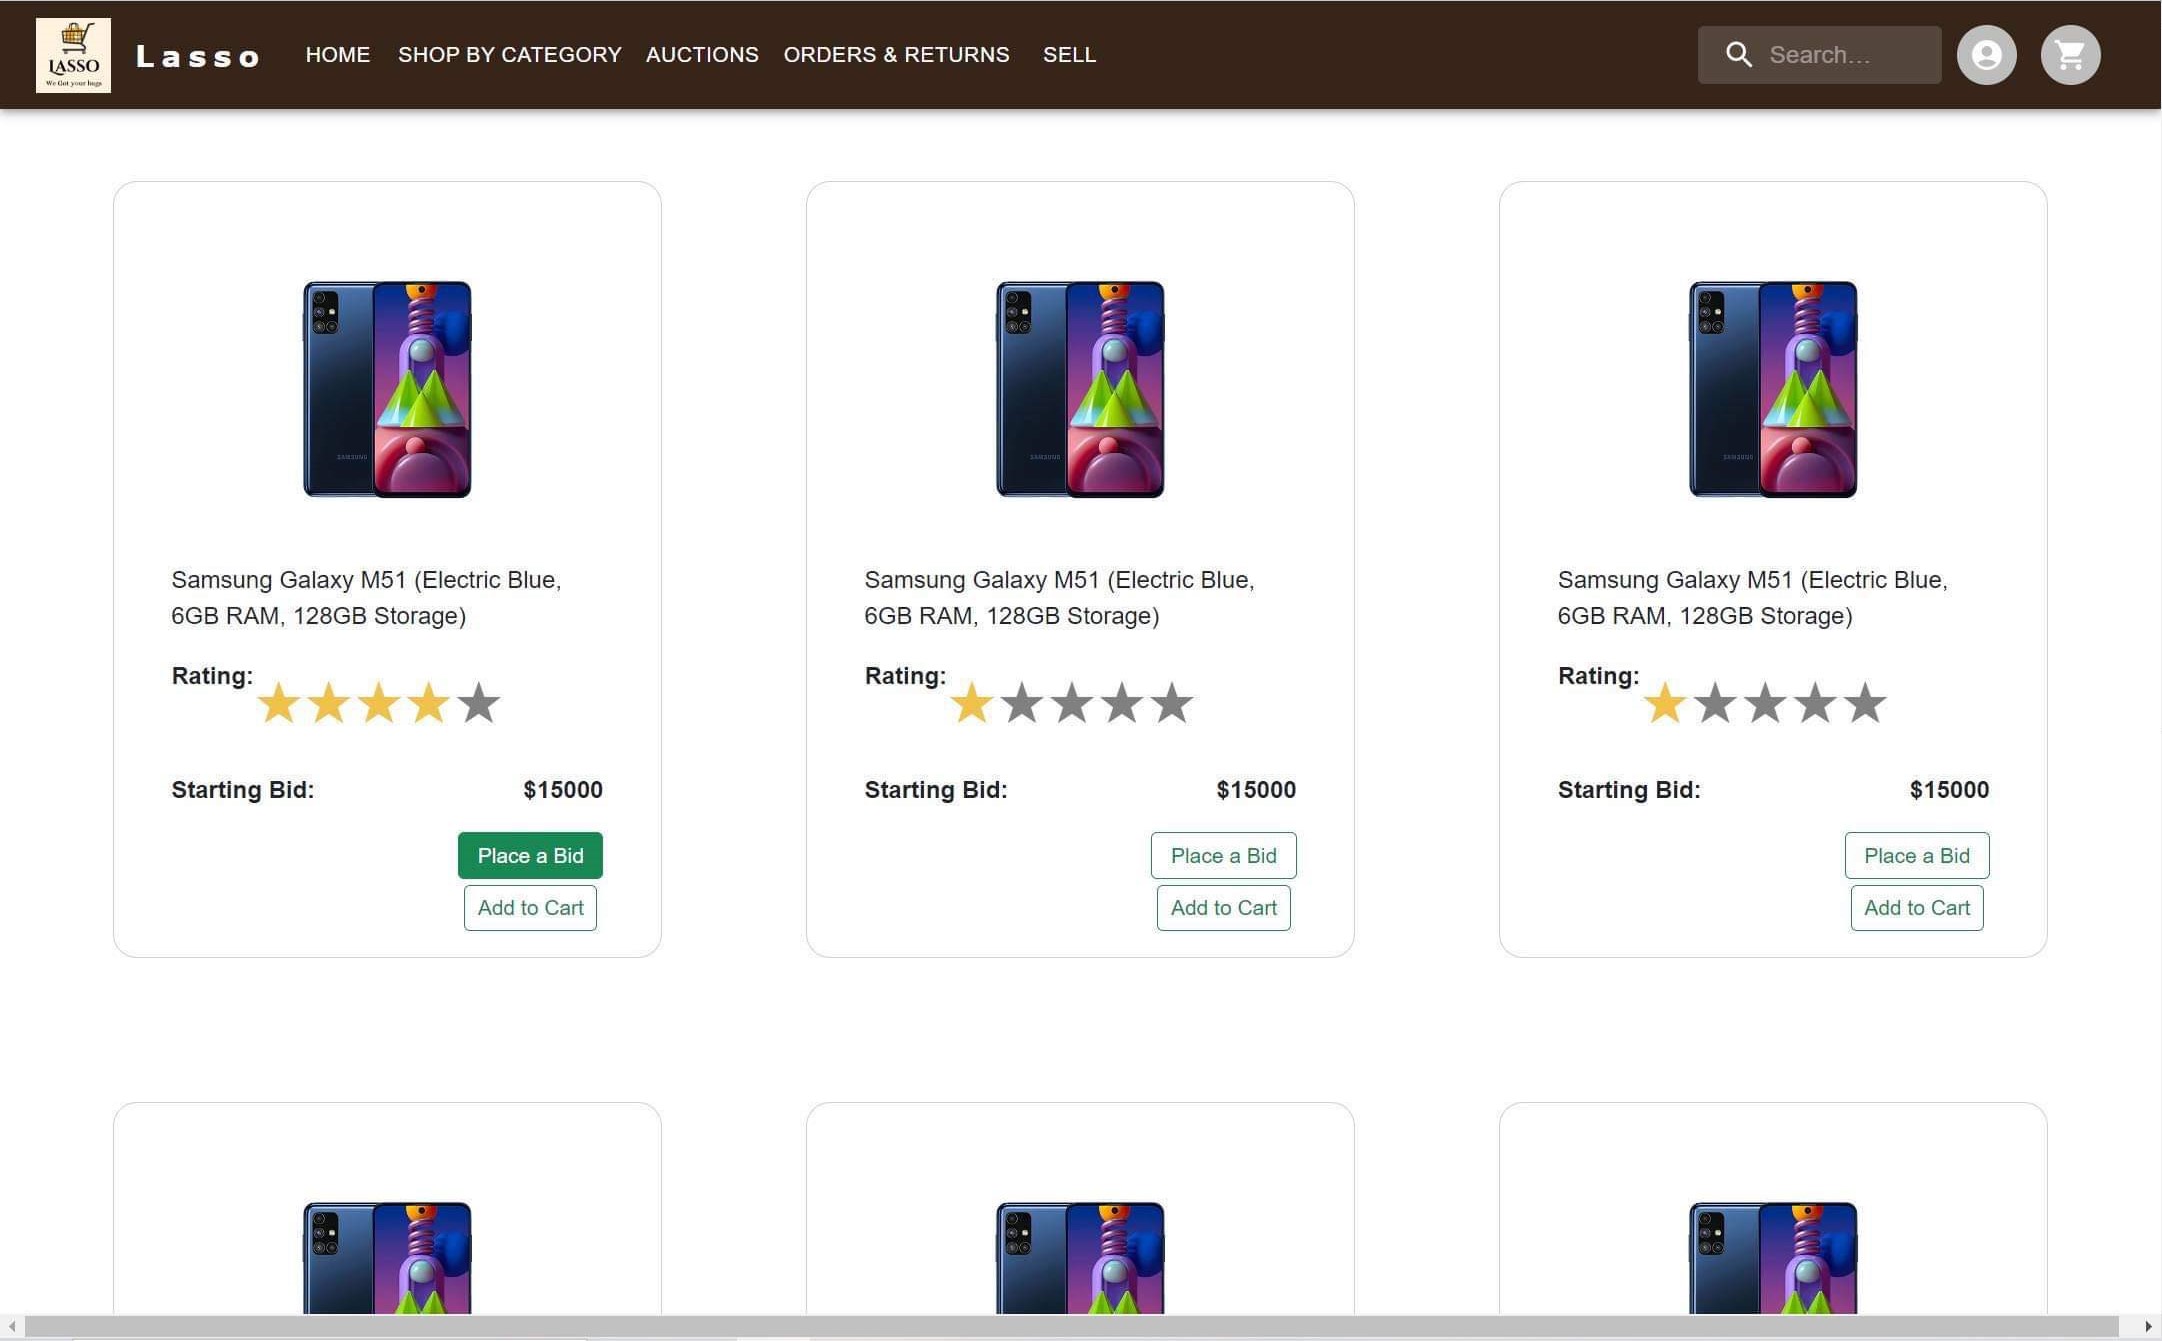 LASSO
We Got your bags
Lasso
HOME
SHOP BY CATEGORY
AUCTIONS
ORDERS & RETURNS
SELL
Search...
SAMSUNG
SAMSUNG
SAMSUNG
Samsung Galaxy M51 (Electric Blue,
6GB RAM, 128GB Storage)
Rating:
Starting Bid: $15000
Place a Bid
Add to Cart
Samsung Galaxy M51 (Electric Blue,
6GB RAM, 128GB Storage)
Rating:
Starting Bid: $15000
Place a Bid
Add to Cart
Samsung Galaxy M51 (Electric Blue,
6GB RAM, 128GB Storage)
Rating:
Starting Bid: $15000
Place a Bid
Add to Cart